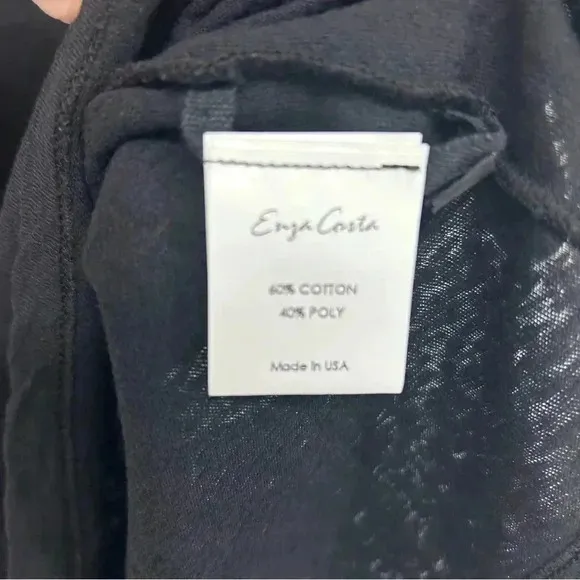 Enza Costa
60% COTTON
40% POLY
Made In USA